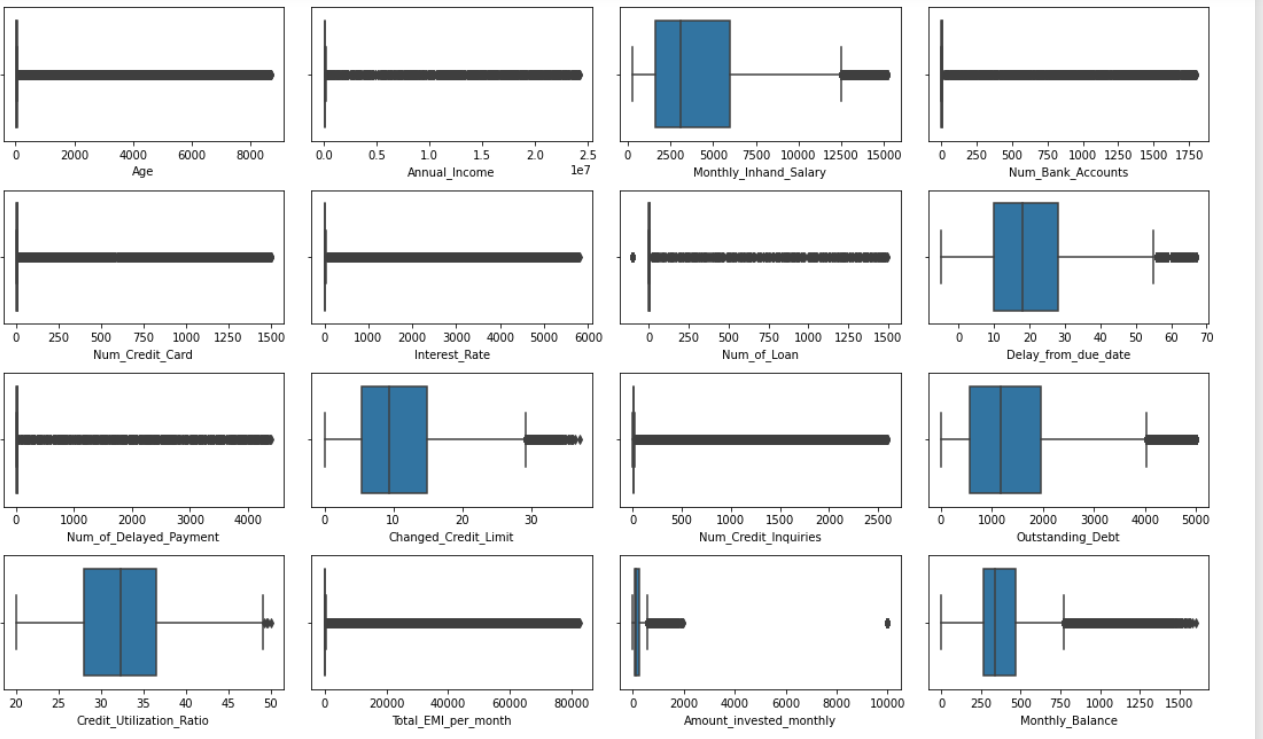 0 2000 4000 6000 8000
Age
0.0 0.5 1.0 1.5 2.0 2.5
1e7
Annual_Income
0 2500 5000 7500 10000 12500 15000
Monthly_Inhand_Salary
0 250 500 750 1000 1250 1500 1750
Num_Bank_Accounts
0 250 500 750 1000 1250 1500
Num_Credit_Card
0 1000 2000 3000 4000 5000 6000
Interest_Rate
0 250 500 750 1000 1250 1500
Num_of_Loan
0 10 20 30 40 50 60 70
Delay_from_due_date
0 1000 2000 3000 4000
Num_of_Delayed_Payment
0 10 20 30
Changed_Credit_Limit
0 500 1000 1500 2000 2500
Num_Credit_Inquiries
0 1000 2000 3000 4000 5000
Outstanding_Debt
20 25 30 35 40 45 50
Credit_Utilization_Ratio
0 20000 40000 60000 80000
Total_EMI_per_month
0 2000 4000 6000 8000 10000
Amount_invested_monthly
0 250 500 750 1000 1250 1500
Monthly_Balance